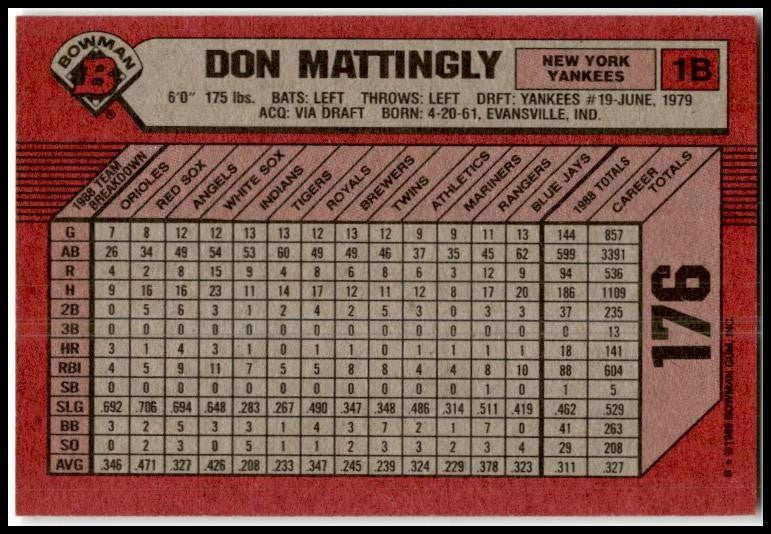 BOWMAN
B
®
DON MATTINGLY
NEW YORK
YANKEES
1B
6'0" 175 lbs. BATS: LEFT THROWS: LEFT DRFT: YANKEES #19-JUNE, 1979
ACQ: VIA DRAFT BORN: 4-20-61, EVANSVILLE, IND.
1988 TEAM BREAKDOWN ORIOLES RED SOX ANGELS WHITE SOX INDIANS TIGERS ROYALS BREWERS TWINS ATHLETICS MARINERS RANGERS BLUE JAYS 1988 TOTALS CAREER TOTALS
G 7 8 12 12 13 13 12 13 12 9 9 11 13 144 857
AB 26 34 49 54 53 60 49 49 46 37 35 45 62 599 3391
R 4 2 8 15 9 4 8 6 8 6 3 12 9 94 536
H 9 16 16 23 11 14 17 12 11 12 8 17 20 186 1109
2B 0 5 6 3 1 2 4 2 5 3 0 3 3 37 235
3B 0 0 0 0 0 0 0 0 0 0 0 0 0 0 13
HR 3 1 4 3 1 0 1 1 0 1 1 1 1 18 141
RBI 4 5 9 11 7 5 5 8 8 4 4 8 10 88 604
SB 0 0 0 0 0 0 0 0 0 0 0 1 0 1 5
SLG .692 .706 .694 .648 .283 .267 .490 .347 .348 .486 .314 .511 .419 .462 .529
BB 3 2 5 3 3 1 4 3 7 1 1 1 7 41 263
SO 0 2 3 0 5 1 1 3 2 3 3 2 4 29 208
AVG .346 .471 .327 .426 .208 .233 .347 .245 .239 .324 .229 .378 .323 .311 .327
176
B * © 1989 BOWMAN GUM, INC.